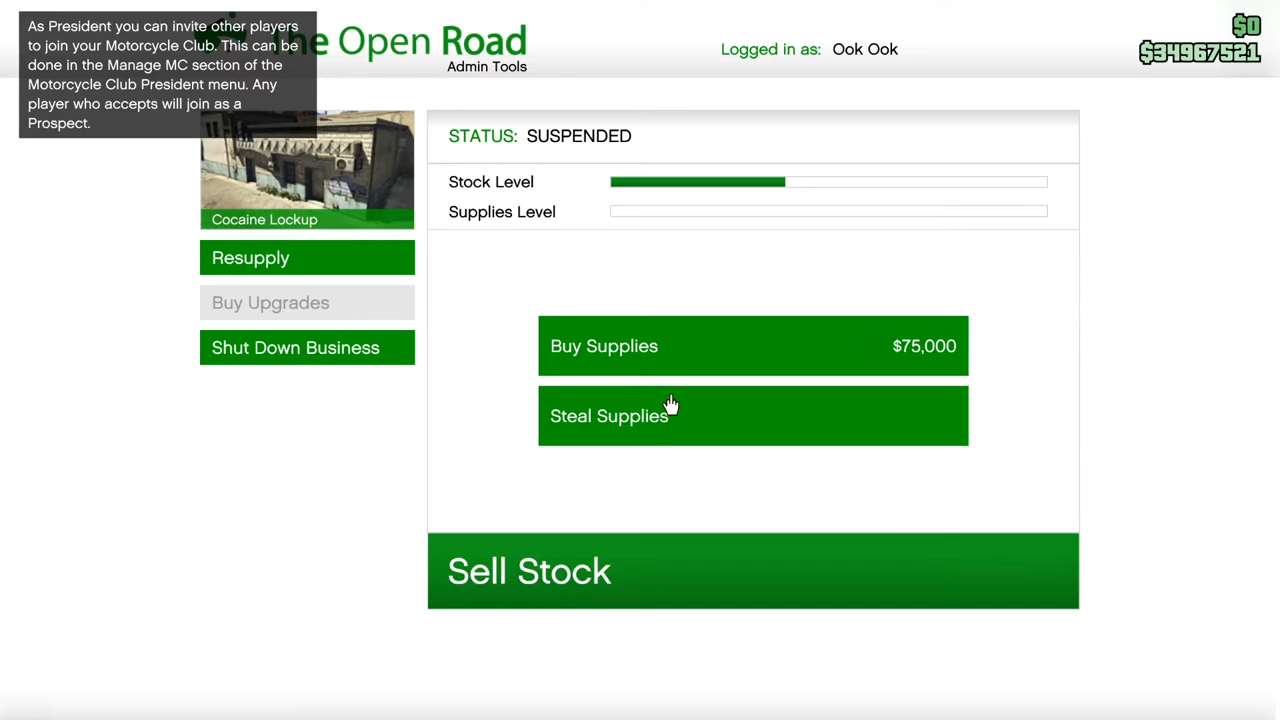 As President you can invite other players
to join your Motorcycle Club. This can be
done in the Manage MC section of the
Motorcycle Club President menu. Any
player who accepts will join as a
Prospect.
The Open Road
Admin Tools
Logged in as: Ook Ook
$0
$34967521
Cocaine Lockup
Resupply
Buy Upgrades
Shut Down Business
STATUS: SUSPENDED
Stock Level
Supplies Level
Buy Supplies $75,000
Steal Supplies
Sell Stock